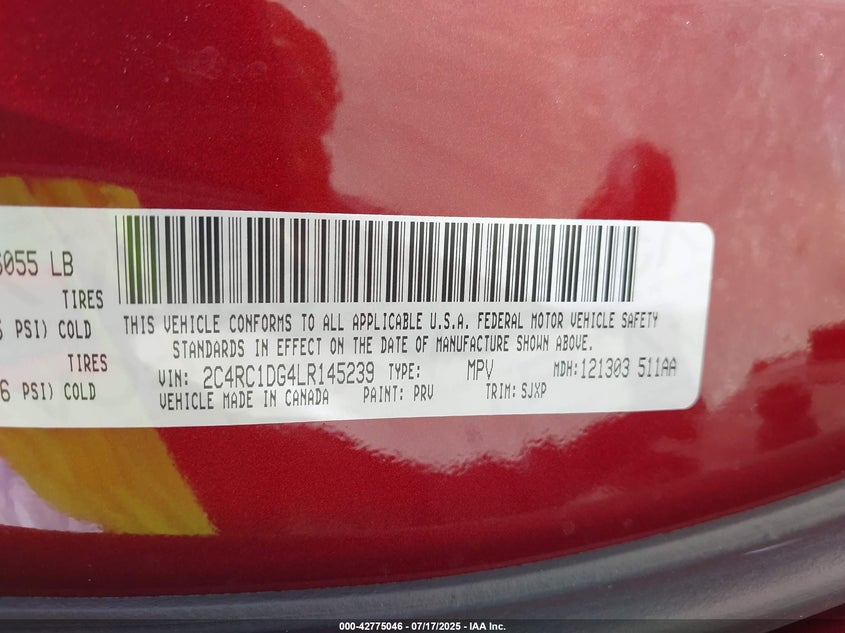 6055 LB
TIRES
PSI) COLD
TIRES
6 PSI) COLD
THIS VEHICLE CONFORMS TO ALL APPLICABLE U.S.A. FEDERAL MOTOR VEHICLE SAFETY
STANDARDS IN EFFECT ON THE DATE OF MANUFACTURE SHOWN ABOVE.
VIN: 2C4RC1DG4LR145239 TYPE: MPV MDH:121303 511AA
VEHICLE MADE IN CANADA PAINT: PRV TRIM: SJXP
000-42775046 - 07/17/2025 - IAA Inc.